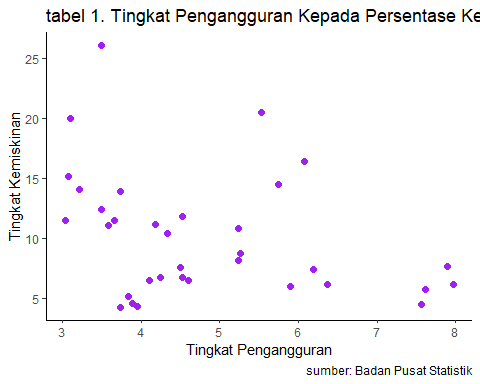 tabel 1. Tingkat Pengangguran Kepada Persentase Ke
25
20
15
10
5
Tingkat Kemiskinan
3 4 5 6 7 8
Tingkat Pengangguran
sumber: Badan Pusat Statistik